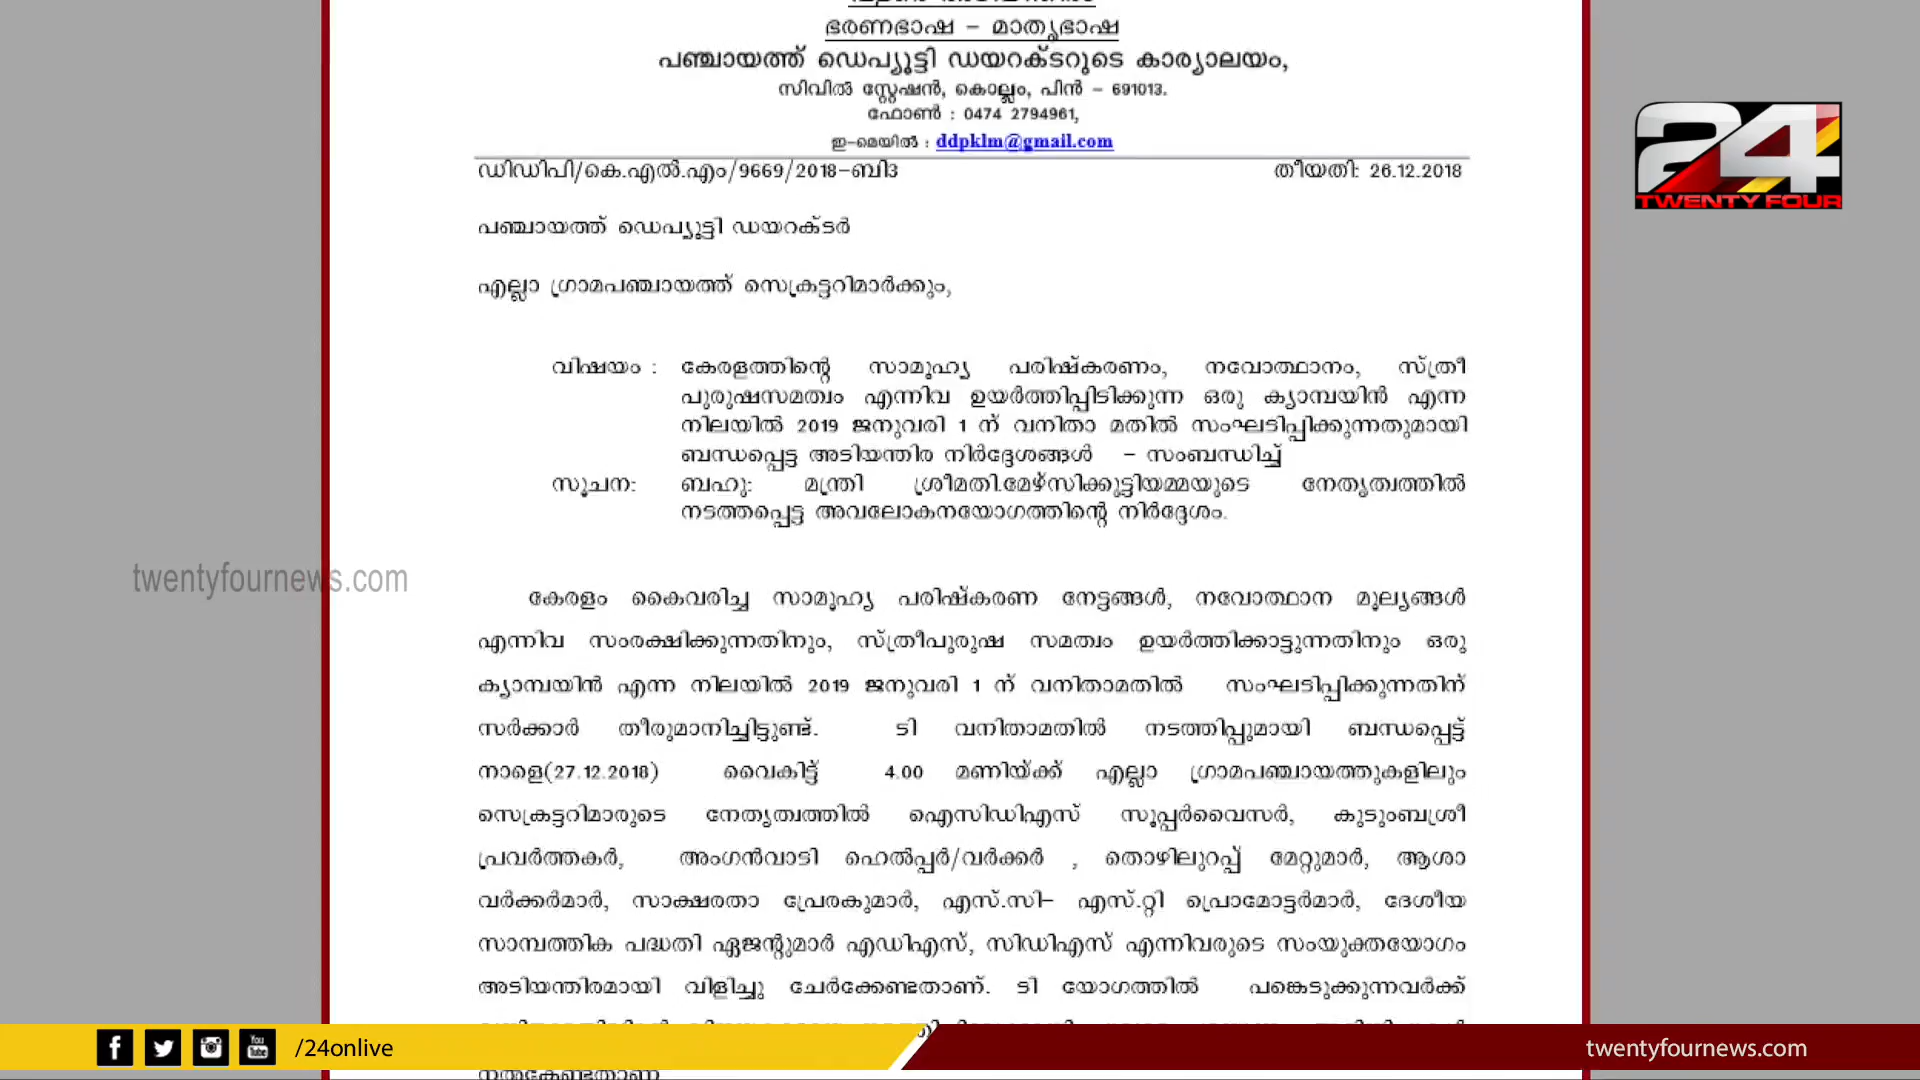 ഭരണഭാഷ – മാതൃഭാഷ
പഞ്ചായത്ത് ഡെപ്യൂട്ടി ഡയറക്ടറുടെ കാര്യാലയം,
സിവിൽ സ്റ്റേഷൻ, കൊല്ലം, പിൻ – 691013.
ഫോൺ : 0474 2794961,
ഇ-മെയിൽ : ddpklm@gmail.com
ഡിഡിപി/കെ.എൽ.എം/9669/2018-ബി3 തീയതി: 26.12.2018
പഞ്ചായത്ത് ഡെപ്യൂട്ടി ഡയറക്ടർ
എല്ലാ ഗ്രാമപഞ്ചായത്ത് സെക്രട്ടറിമാർക്കും,
വിഷയം : കേരളത്തിന്റെ സാമൂഹ്യ പരിഷ്കരണം, നവോത്ഥാനം, സ്ത്രീ
പുരുഷസമത്വം എന്നിവ ഉയർത്തിപ്പിടിക്കുന്ന ഒരു ക്യാമ്പയിൻ എന്ന
നിലയിൽ 2019 ജനുവരി 1 ന് വനിതാ മതിൽ സംഘടിപ്പിക്കുന്നതുമായി
ബന്ധപ്പെട്ട അടിയന്തിര നിർദ്ദേശങ്ങൾ – സംബന്ധിച്ച്
സൂചന: ബഹു: മന്ത്രി ശ്രീമതി.മേഴ്സിക്കുട്ടിയമ്മയുടെ നേതൃത്വത്തിൽ
നടത്തപ്പെട്ട അവലോകനയോഗത്തിന്റെ നിർദ്ദേശം.
കേരളം കൈവരിച്ച സാമൂഹ്യ പരിഷ്കരണ നേട്ടങ്ങൾ, നവോത്ഥാന മൂല്യങ്ങൾ
എന്നിവ സംരക്ഷിക്കുന്നതിനും, സ്ത്രീപുരുഷ സമത്വം ഉയർത്തിക്കാട്ടുന്നതിനും ഒരു
ക്യാമ്പയിൻ എന്ന നിലയിൽ 2019 ജനുവരി 1 ന് വനിതാമതിൽ സംഘടിപ്പിക്കുന്നതിന്
സർക്കാർ തീരുമാനിച്ചിട്ടുണ്ട്. ടി വനിതാമതിൽ നടത്തിപ്പുമായി ബന്ധപ്പെട്ട്
നാളെ(27.12.2018) വൈകിട്ട് 4.00 മണിയ്ക്ക് എല്ലാ ഗ്രാമപഞ്ചായത്തുകളിലും
സെക്രട്ടറിമാരുടെ നേതൃത്വത്തിൽ ഐസിഡിഎസ് സൂപ്പർവൈസർ, കുടുംബശ്രീ
പ്രവർത്തകർ, അംഗൻവാടി ഹെൽപ്പർ/വർക്കർ , തൊഴിലുറപ്പ് മേറ്റുമാർ, ആശാ
വർക്കർമാർ, സാക്ഷരതാ പ്രേരകുമാർ, എസ്.സി- എസ്.റ്റി പ്രൊമോട്ടർമാർ, ദേശീയ
സാമ്പത്തിക പദ്ധതി ഏജന്റുമാർ എഡിഎസ്, സിഡിഎസ് എന്നിവരുടെ സംയുക്തയോഗം
അടിയന്തിരമായി വിളിച്ചു ചേർക്കേണ്ടതാണ്. ടി യോഗത്തിൽ പങ്കെടുക്കുന്നവർക്ക്
24
TWENTY FOUR
twentyfournews.com
/24onlive
twentyfournews.com